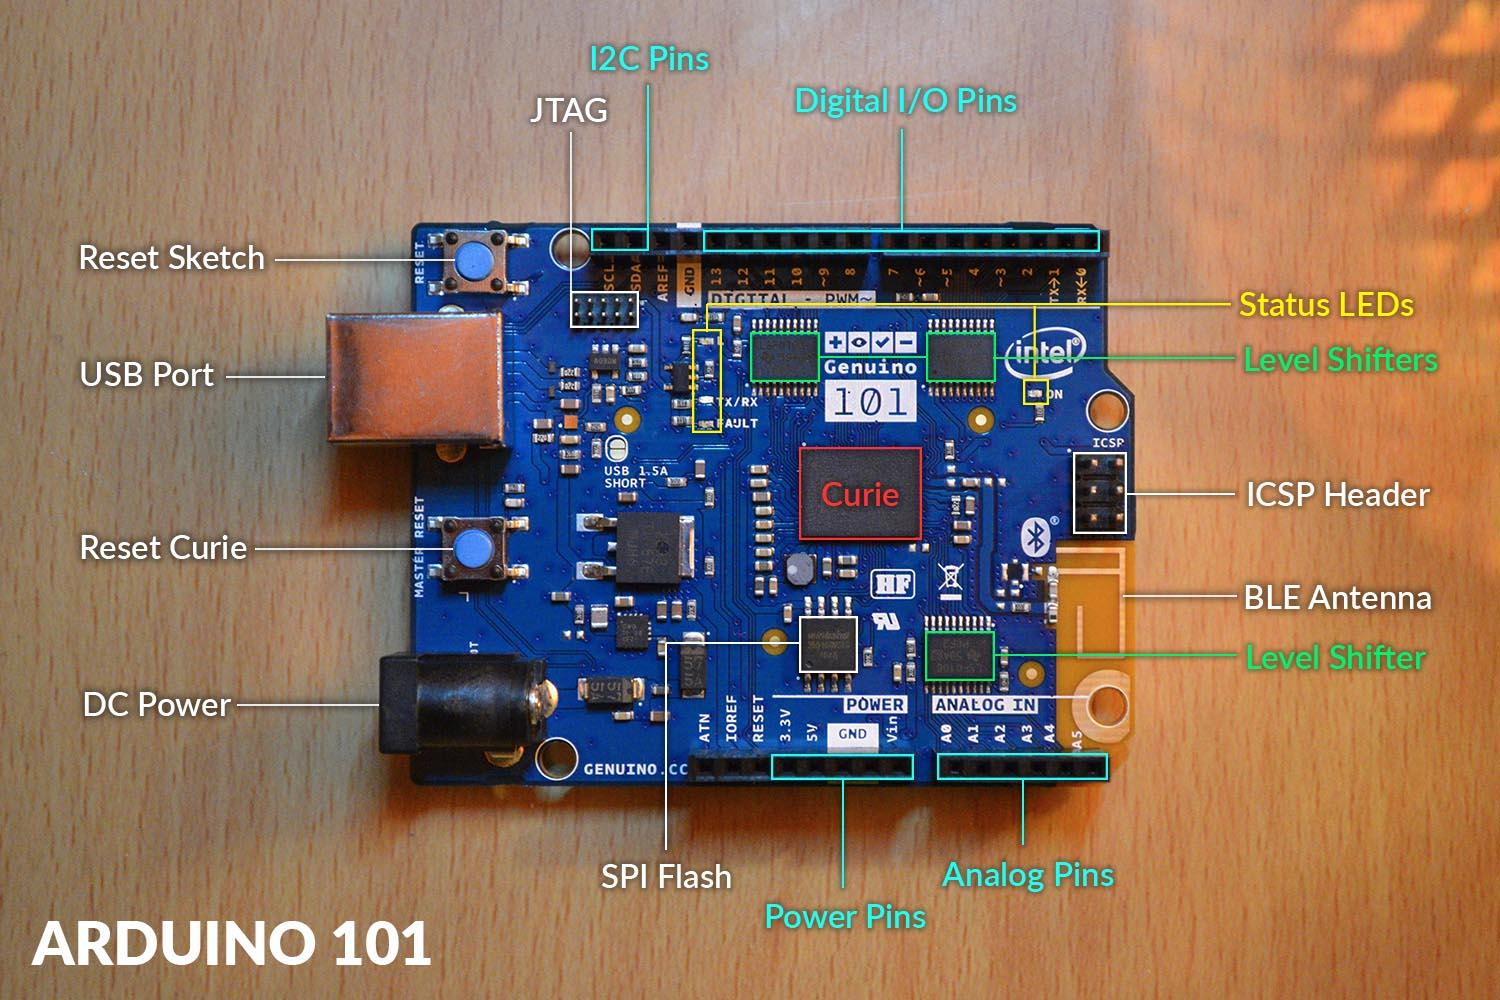 I2C Pins
JTAG
Digital I/O Pins
Reset Sketch
RESET
SCL
SDA
AREF
GND
13
12
11
10
~9
8
7
~6
~5
4
~3
2
TX→1
RX←0
DIGITAL - PWM~
Status LEDs
intel®
Level Shifters
USB Port
Genuino
101
ON
TX/RX
FAULT
ICSP
USB 1.5A
SHORT
Curie
ICSP Header
MASTER RESET
Reset Curie
BLE Antenna
Level Shifter
DC Power
POWER
ANALOG IN
ATN
IOREF
RESET
3.3V
5V
GND
Vin
A0
A1
A2
A3
A4
A5
GENUINO.CC
SPI Flash
Analog Pins
Power Pins
ARDUINO 101